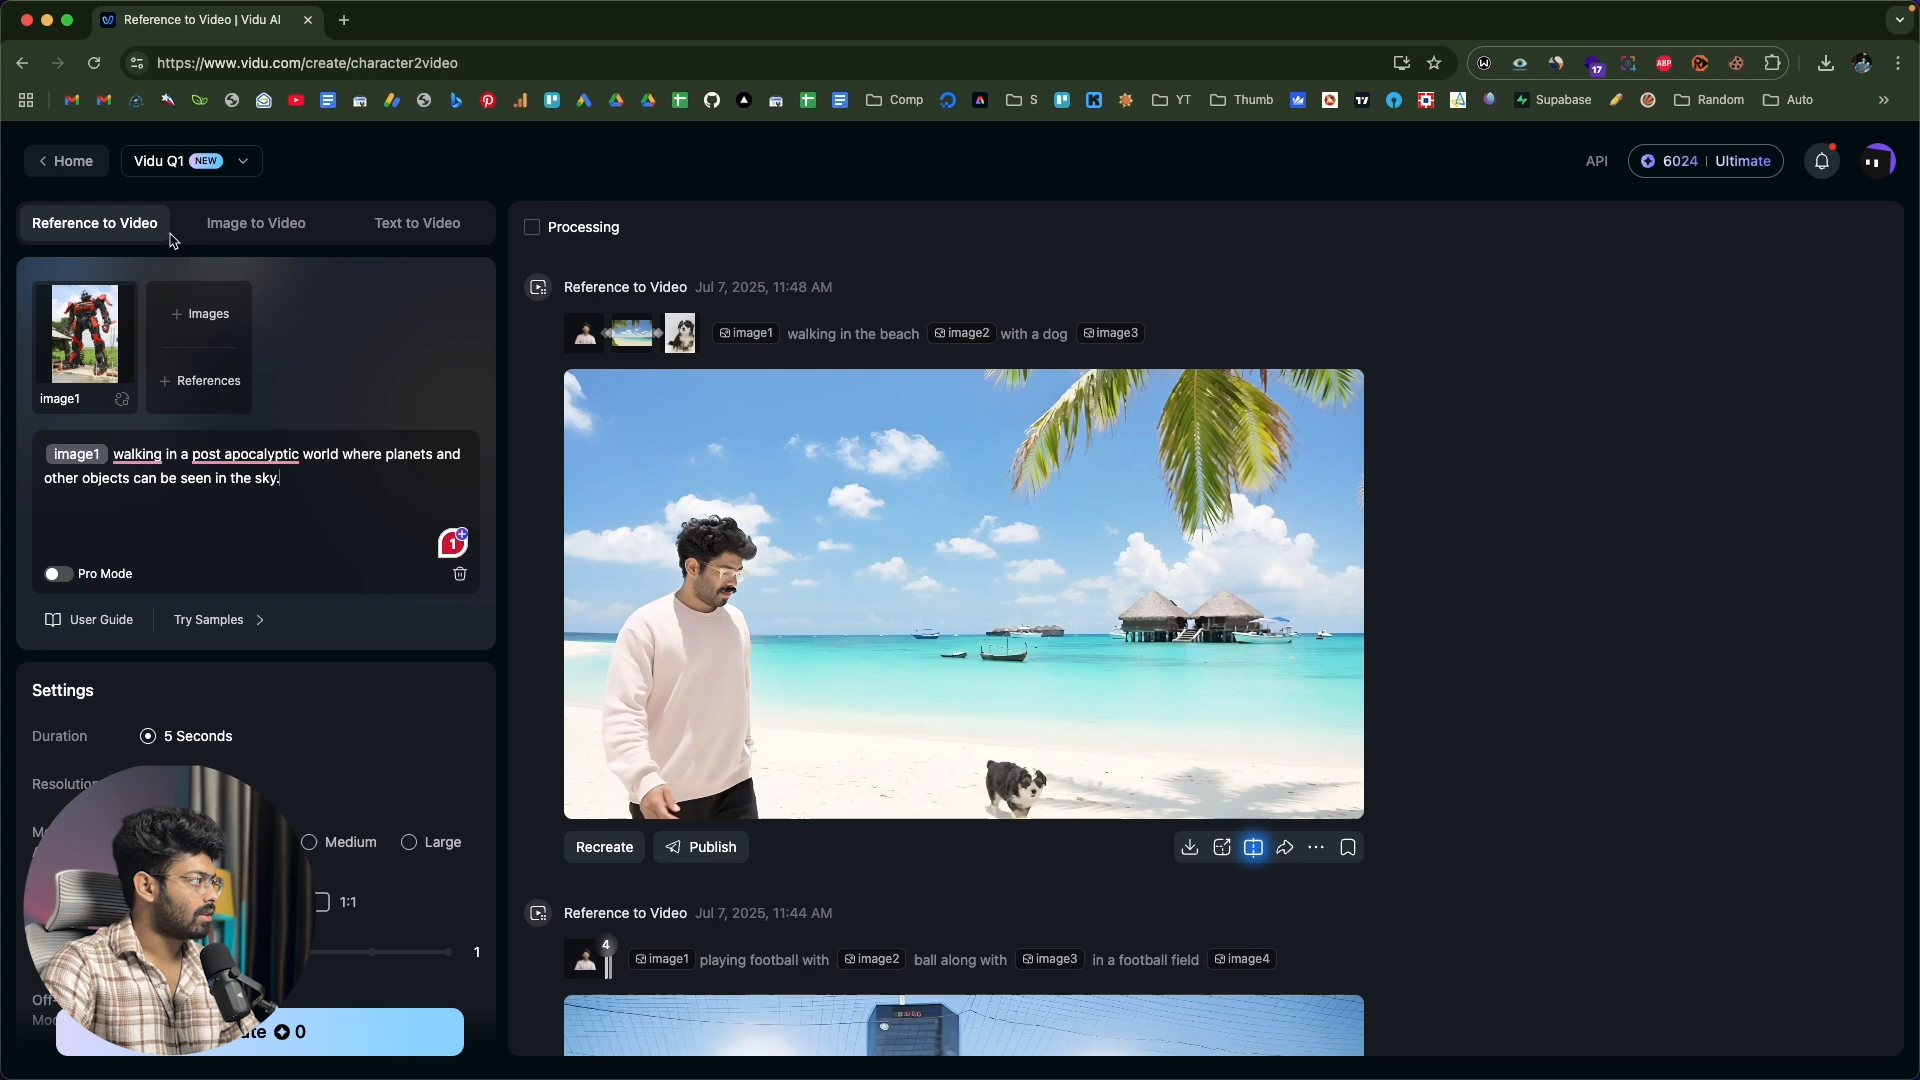 Reference to Video | Vidu AI
https://www.vidu.com/create/character2video
17
ABP
Comp
S
YT
Thumb
Supabase
Random
Auto
Home
Vidu Q1 NEW
API
6024 | Ultimate
Reference to Video
Image to Video
Text to Video
Processing
+ Images
+ References
image1
image1 walking in a post apocalyptic world where planets and
other objects can be seen in the sky.
1
Pro Mode
User Guide
Try Samples
Settings
Duration
5 Seconds
Resolution
Medium
Large
1:1
1
Off-
0
Reference to Video Jul 7, 2025, 11:48 AM
image1 walking in the beach image2 with a dog image3
Recreate
Publish
Reference to Video Jul 7, 2025, 11:44 AM
4
image1 playing football with image2 ball along with image3 in a football field image4